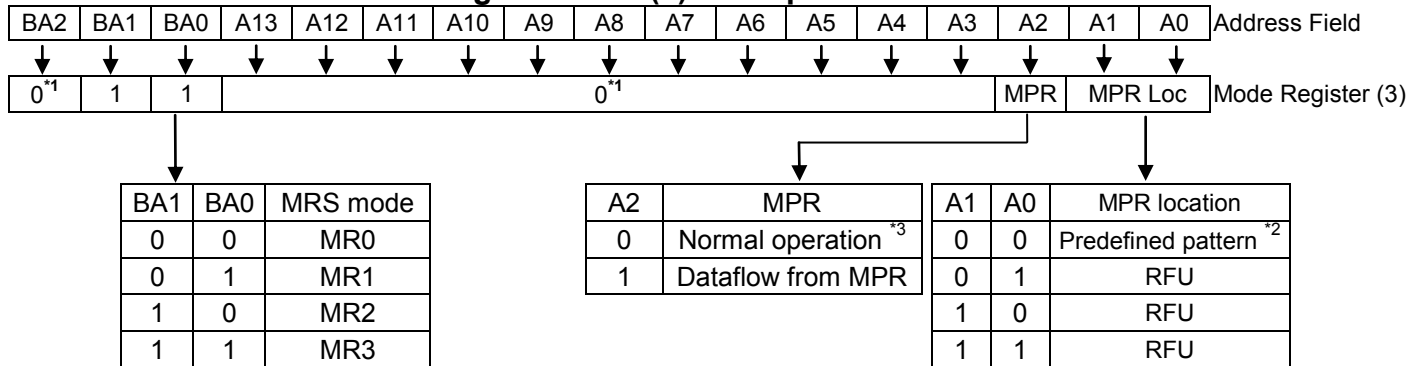 BA2 BA1 BA0 A13 A12 A11 A10 A9 A8 A7 A6 A5 A4 A3 A2 A1 A0 Address Field
0*1 1 1 0*1 MPR MPR Loc Mode Register (3)
BA1 BA0 MRS mode
0 0 MR0
0 1 MR1
1 0 MR2
1 1 MR3
A2 MPR
0 Normal operation *3
1 Dataflow from MPR
A1 A0 MPR location
0 0 Predefined pattern *2
0 1 RFU
1 0 RFU
1 1 RFU